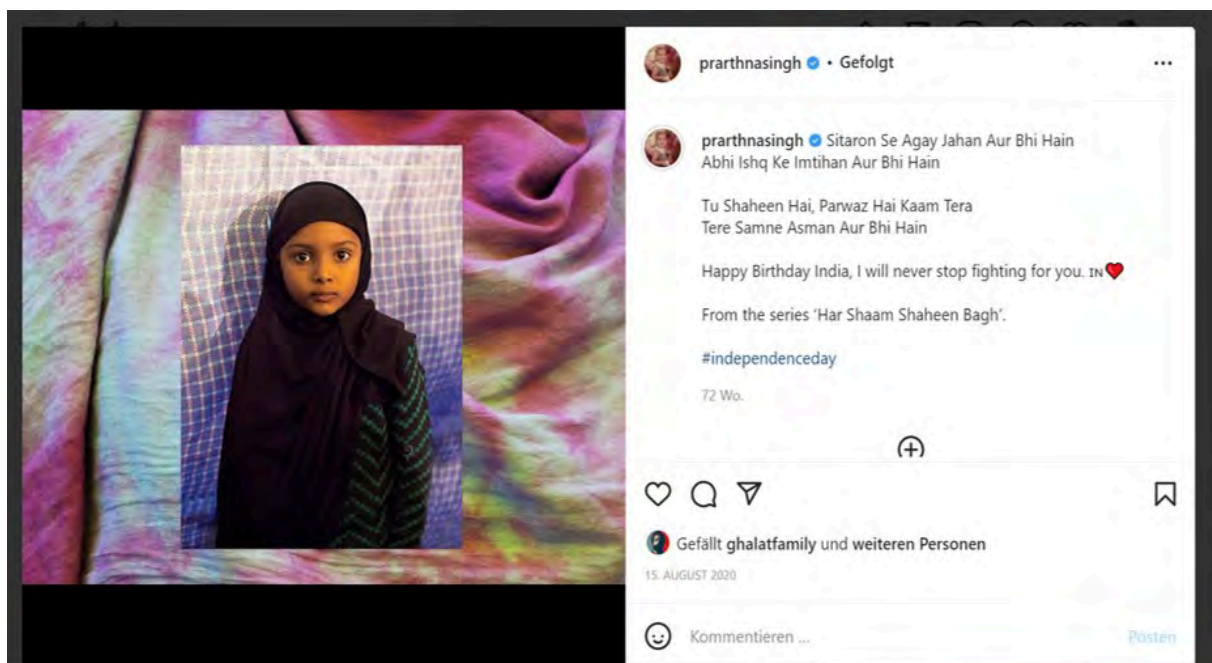 prarthnasingh • Gefolgt
prarthnasingh Sitaron Se Agay Jahan Aur Bhi Hain
Abhi Ishq Ke Imtihan Aur Bhi Hain
Tu Shaheen Hai, Parwaz Hai Kaam Tera
Tere Samne Asman Aur Bhi Hain
Happy Birthday India, I will never stop fighting for you. IN❤️
From the series ‘Har Shaam Shaheen Bagh’.
#independenceday
72 Wo.
Gefällt ghalatfamily und weiteren Personen
15. AUGUST 2020
Kommentieren ...
Posten